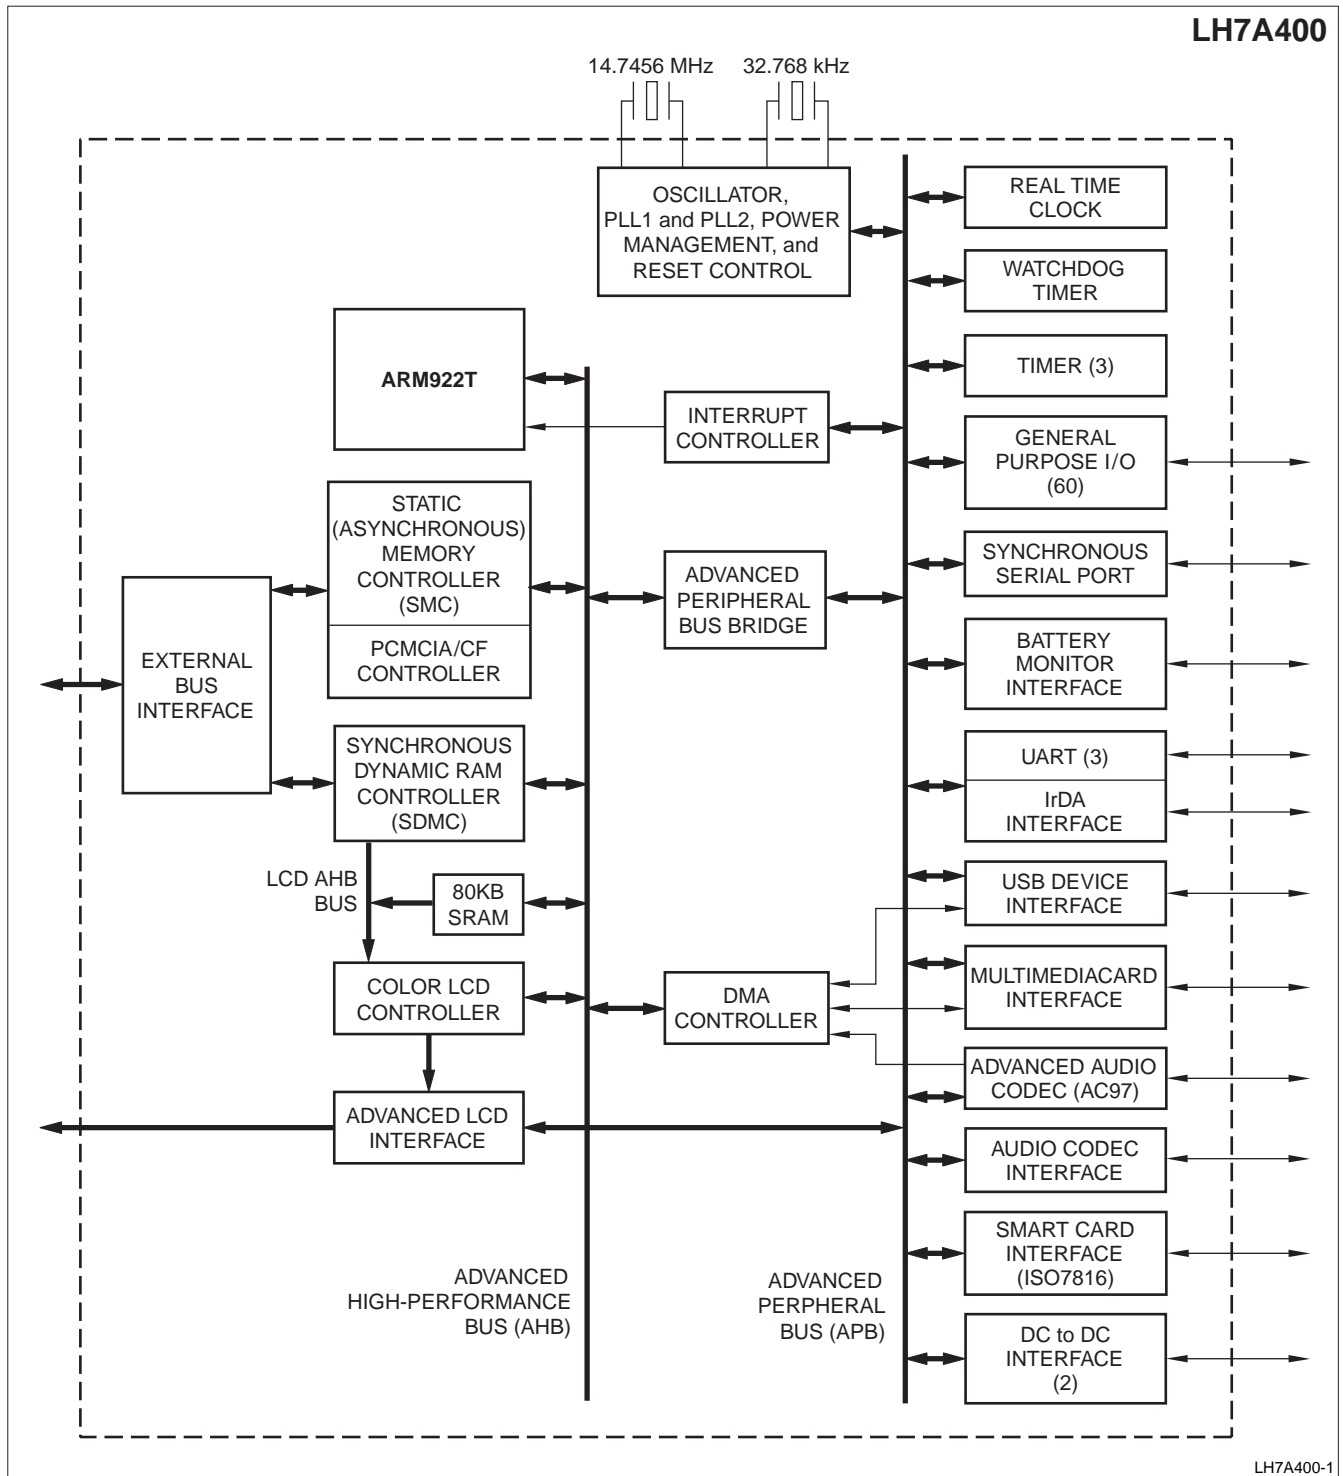 LH7A400
14.7456 MHz
32.768 kHz
OSCILLATOR,
PLL1 and PLL2, POWER
MANAGEMENT, and
RESET CONTROL
REAL TIME
CLOCK
WATCHDOG
TIMER
ARM922T
TIMER (3)
INTERRUPT
CONTROLLER
GENERAL
PURPOSE I/O
(60)
STATIC
(ASYNCHRONOUS)
MEMORY
CONTROLLER
(SMC)
PCMCIA/CF
CONTROLLER
ADVANCED
PERIPHERAL
BUS BRIDGE
SYNCHRONOUS
SERIAL PORT
BATTERY
MONITOR
INTERFACE
EXTERNAL
BUS
INTERFACE
SYNCHRONOUS
DYNAMIC RAM
CONTROLLER
(SDMC)
UART (3)
IrDA
INTERFACE
LCD AHB
BUS
80KB
SRAM
USB DEVICE
INTERFACE
COLOR LCD
CONTROLLER
DMA
CONTROLLER
MULTIMEDIACARD
INTERFACE
ADVANCED AUDIO
CODEC (AC97)
ADVANCED LCD
INTERFACE
AUDIO CODEC
INTERFACE
SMART CARD
INTERFACE
(ISO7816)
ADVANCED
HIGH-PERFORMANCE
BUS (AHB)
ADVANCED
PERPHERAL
BUS (APB)
DC to DC
INTERFACE
(2)
LH7A400-1